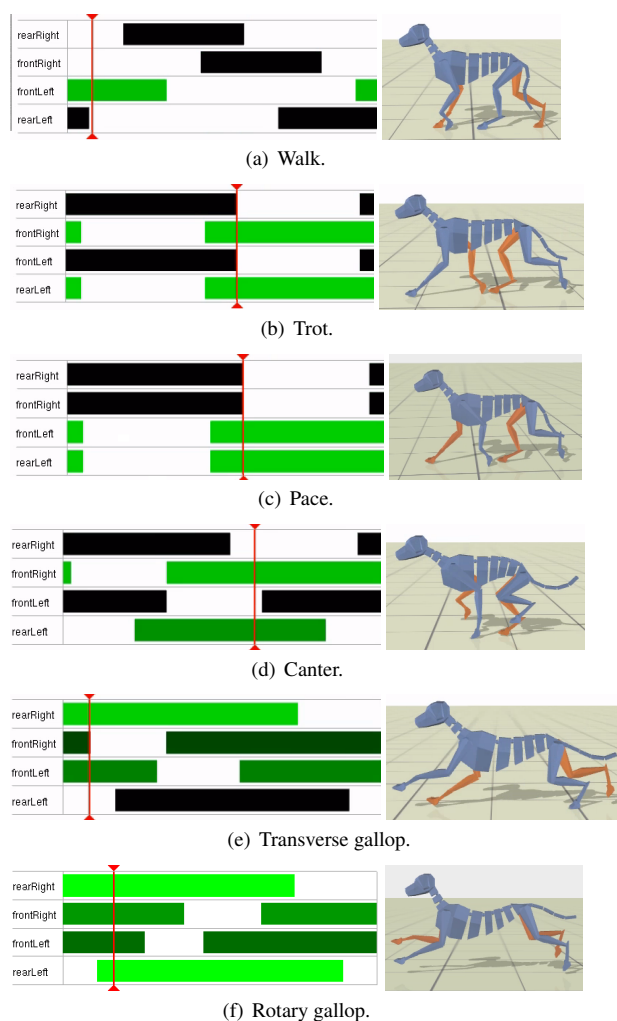 rearRight
frontRight
frontLeft
rearLeft
(a) Walk.
rearRight
frontRight
frontLeft
rearLeft
(b) Trot.
rearRight
frontRight
frontLeft
rearLeft
(c) Pace.
rearRight
frontRight
frontLeft
rearLeft
(d) Canter.
rearRight
frontRight
frontLeft
rearLeft
(e) Transverse gallop.
rearRight
frontRight
frontLeft
rearLeft
(f) Rotary gallop.